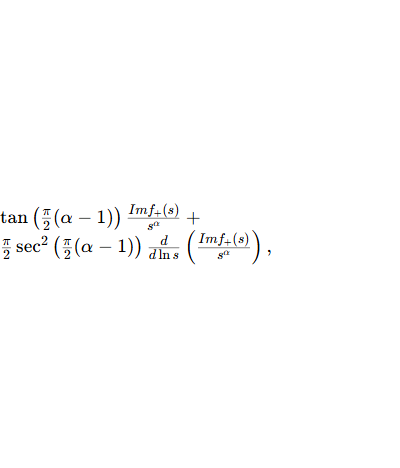 tan (π/2 (α − 1)) Imf₊(s)/s^α +
π/2 sec² (π/2 (α − 1)) d/d ln s (Imf₊(s)/s^α) ,